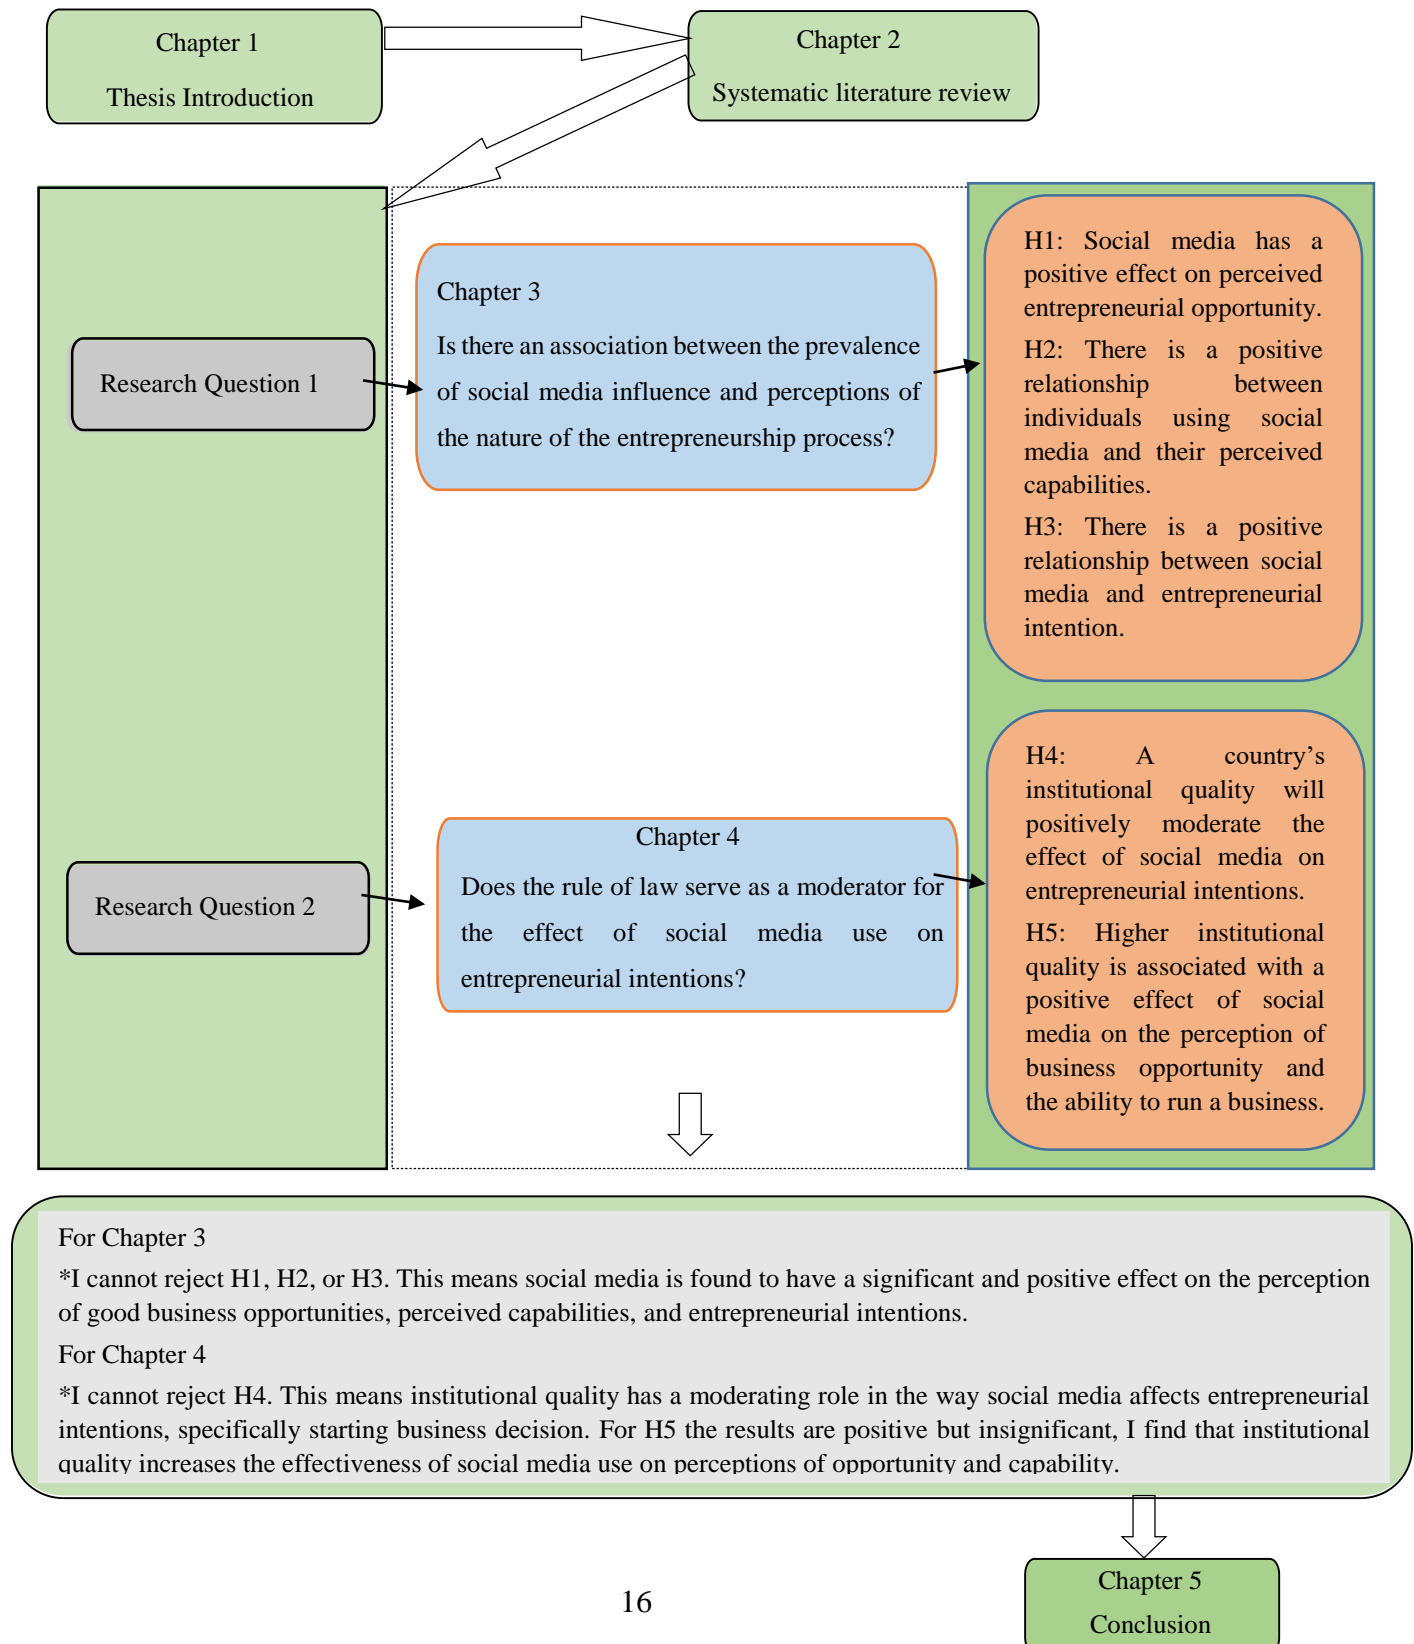 Chapter 1
Thesis Introduction
Chapter 2
Systematic literature review
Research Question 1
Chapter 3
Is there an association between the prevalence
of social media influence and perceptions of
the nature of the entrepreneurship process?
H1: Social media has a
positive effect on perceived
entrepreneurial opportunity.
H2: There is a positive
relationship between
individuals using social
media and their perceived
capabilities.
H3: There is a positive
relationship between social
media and entrepreneurial
intention.
Research Question 2
Chapter 4
Does the rule of law serve as a moderator for
the effect of social media use on
entrepreneurial intentions?
H4: A country’s
institutional quality will
positively moderate the
effect of social media on
entrepreneurial intentions.
H5: Higher institutional
quality is associated with a
positive effect of social
media on the perception of
business opportunity and
the ability to run a business.
For Chapter 3
*I cannot reject H1, H2, or H3. This means social media is found to have a significant and positive effect on the perception
of good business opportunities, perceived capabilities, and entrepreneurial intentions.
For Chapter 4
*I cannot reject H4. This means institutional quality has a moderating role in the way social media affects entrepreneurial
intentions, specifically starting business decision. For H5 the results are positive but insignificant, I find that institutional
quality increases the effectiveness of social media use on perceptions of opportunity and capability.
Chapter 5
Conclusion
16